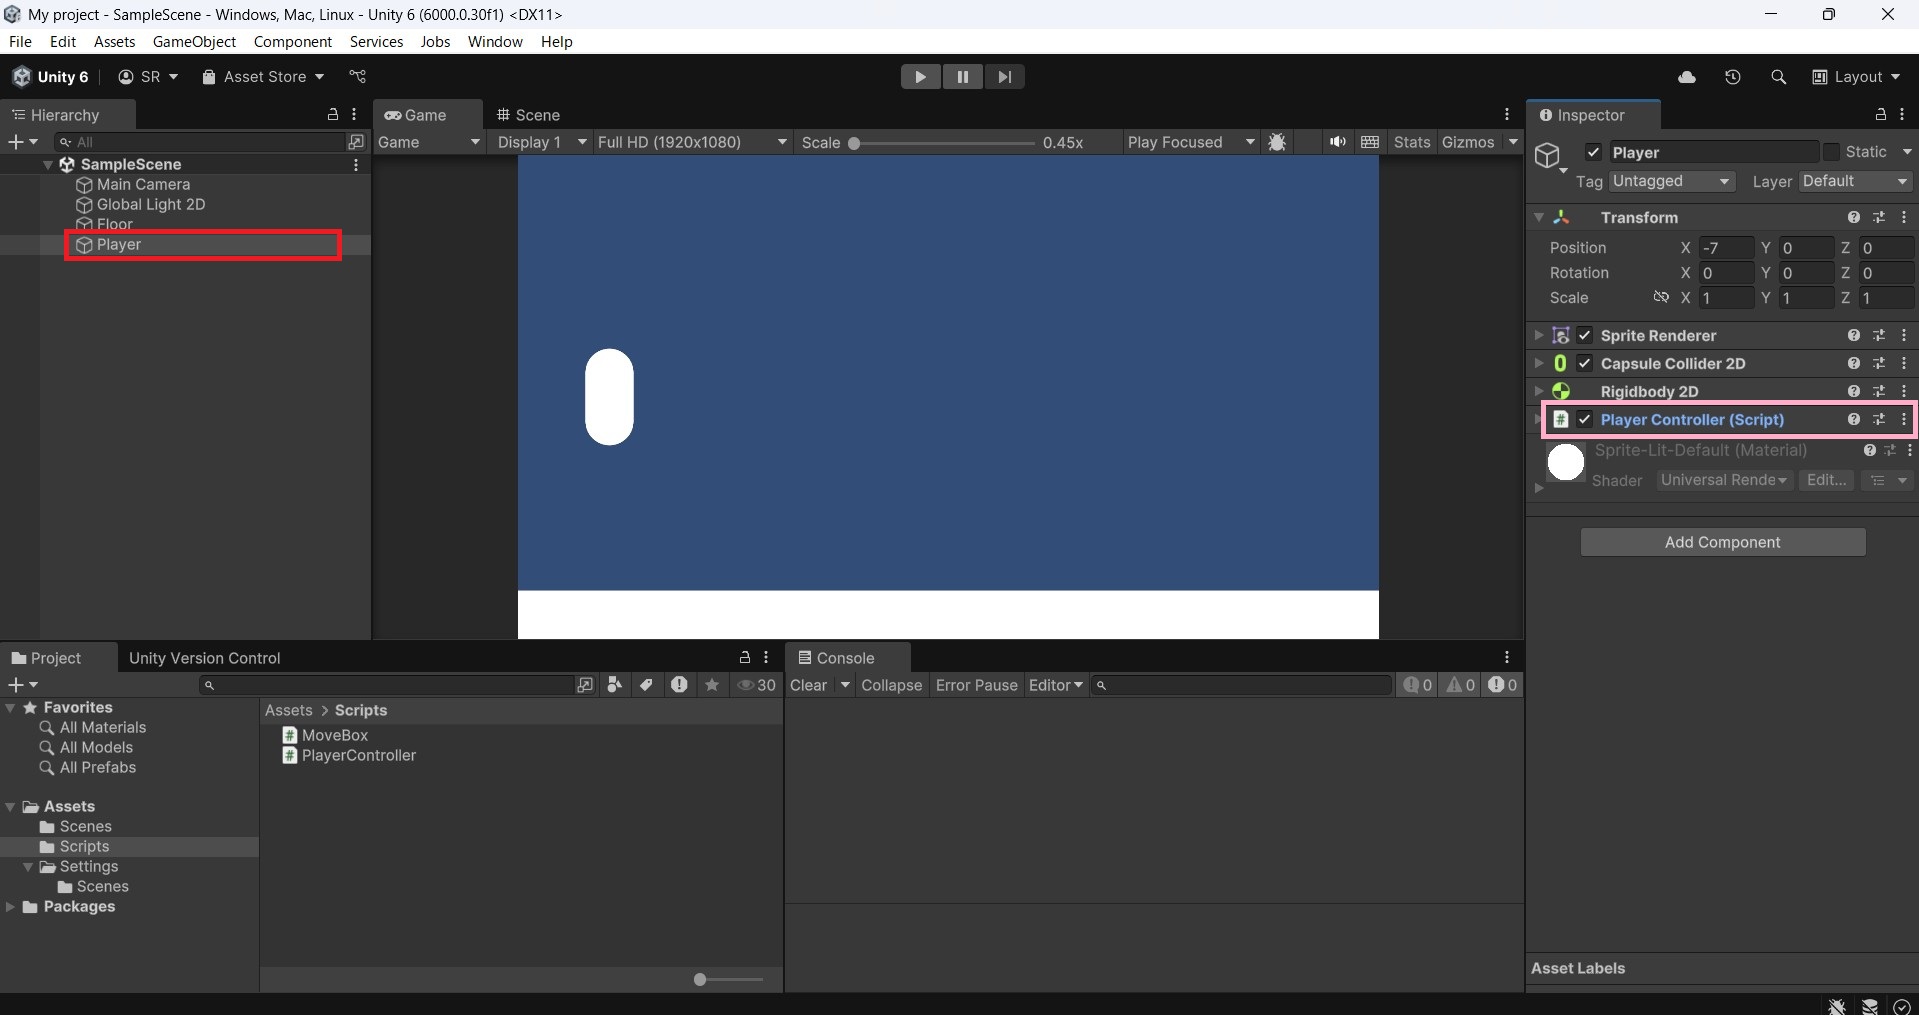 My project - SampleScene - Windows, Mac, Linux - Unity 6 (6000.0.30f1) <DX11>
File Edit Assets GameObject Component Services Jobs Window Help
Unity 6 SR Asset Store Layout
Hierarchy
All
SampleScene
Main Camera
Global Light 2D
Floor
Player
Game Scene
Game Display 1 Full HD (1920x1080) Scale 0.45x Play Focused Stats Gizmos
Inspector
Player Static
Tag Untagged Layer Default
Transform
Position X -7 Y 0 Z 0
Rotation X 0 Y 0 Z 0
Scale X 1 Y 1 Z 1
Sprite Renderer
Capsule Collider 2D
Rigidbody 2D
# Player Controller (Script)
Sprite-Lit-Default (Material)
Shader Universal Rende Edit...
Add Component
Asset Labels
Project Unity Version Control
30
Favorites
All Materials
All Models
All Prefabs
Assets
Scenes
Scripts
Settings
Scenes
Packages
Assets > Scripts
# MoveBox
# PlayerController
Console
Clear Collapse Error Pause Editor 0 0 0